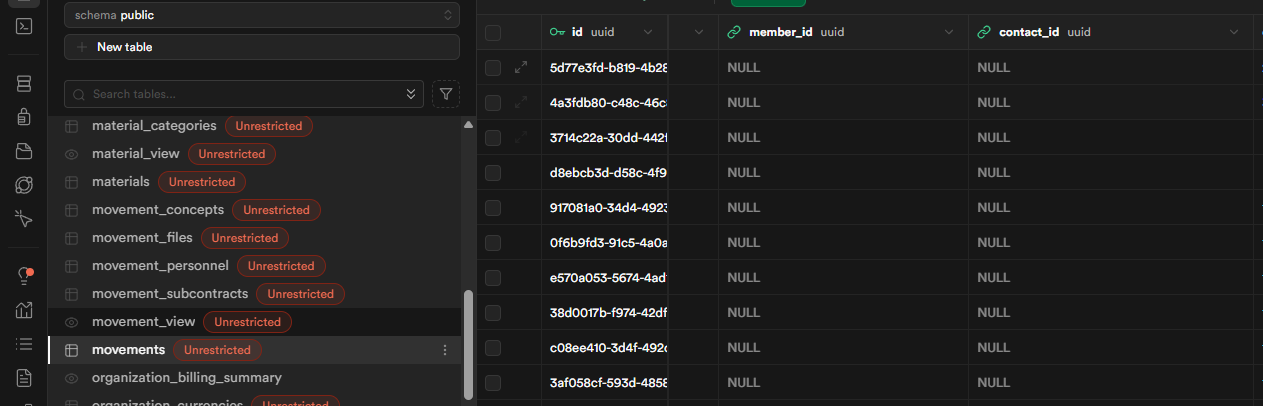 schema public
New table
Search tables...
material_categories Unrestricted
material_view Unrestricted
materials Unrestricted
movement_concepts Unrestricted
movement_files Unrestricted
movement_personnel Unrestricted
movement_subcontracts Unrestricted
movement_view Unrestricted
movements Unrestricted
organization_billing_summary
organization_currencies Unrestricted
id uuid member_id uuid contact_id uuid
5d77e3fd-b819-4b28 NULL NULL
4a3fdb80-c48c-46c NULL NULL
3714c22a-30dd-442f NULL NULL
d8ebcb3d-d58c-4f9 NULL NULL
917081a0-34d4-4923 NULL NULL
0f6b9fd3-91c5-4a0a NULL NULL
e570a053-5674-4ad NULL NULL
38d0017b-f974-42df NULL NULL
c08ee410-3d4f-492 NULL NULL
3af058cf-593d-4858 NULL NULL